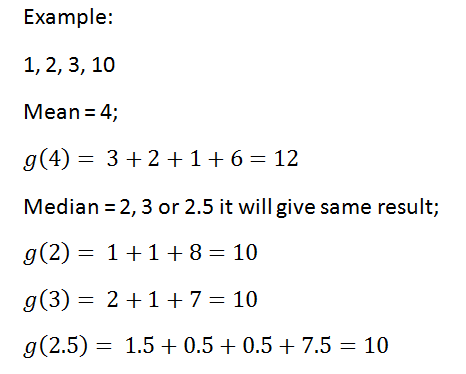 Example:
1, 2, 3, 10
Mean = 4;
g(4) = 3 + 2 + 1 + 6 = 12
Median = 2, 3 or 2.5 it will give same result;
g(2) = 1 + 1 + 8 = 10
g(3) = 2 + 1 + 7 = 10
g(2.5) = 1.5 + 0.5 + 0.5 + 7.5 = 10